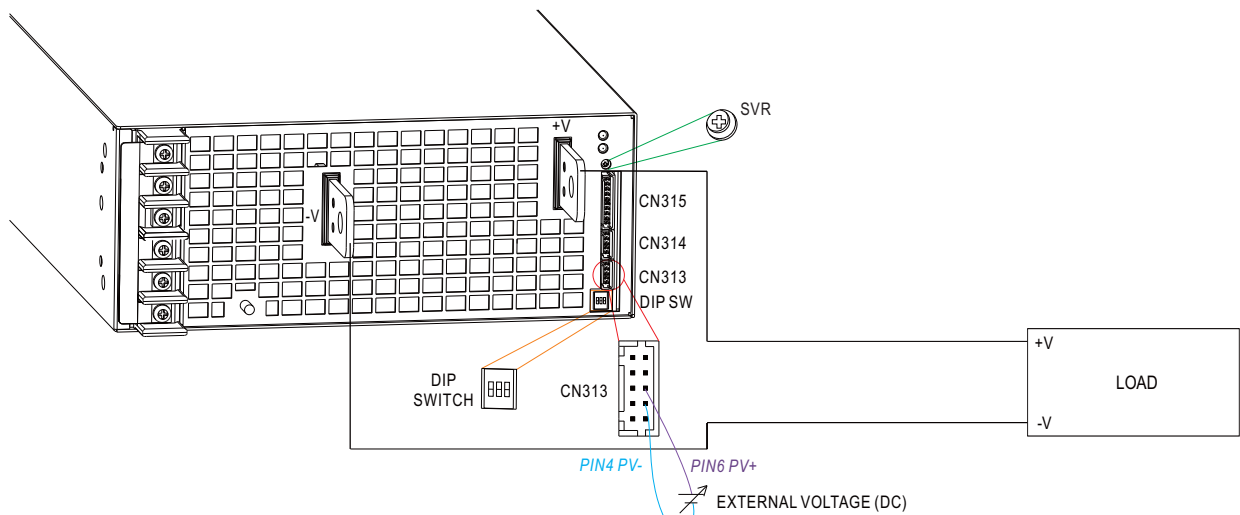 SVR
+V
-V
CN315
CN314
CN313
DIP SW
DIP
SWITCH
CN313
+V
LOAD
-V
PIN4 PV-
PIN6 PV+
EXTERNAL VOLTAGE (DC)